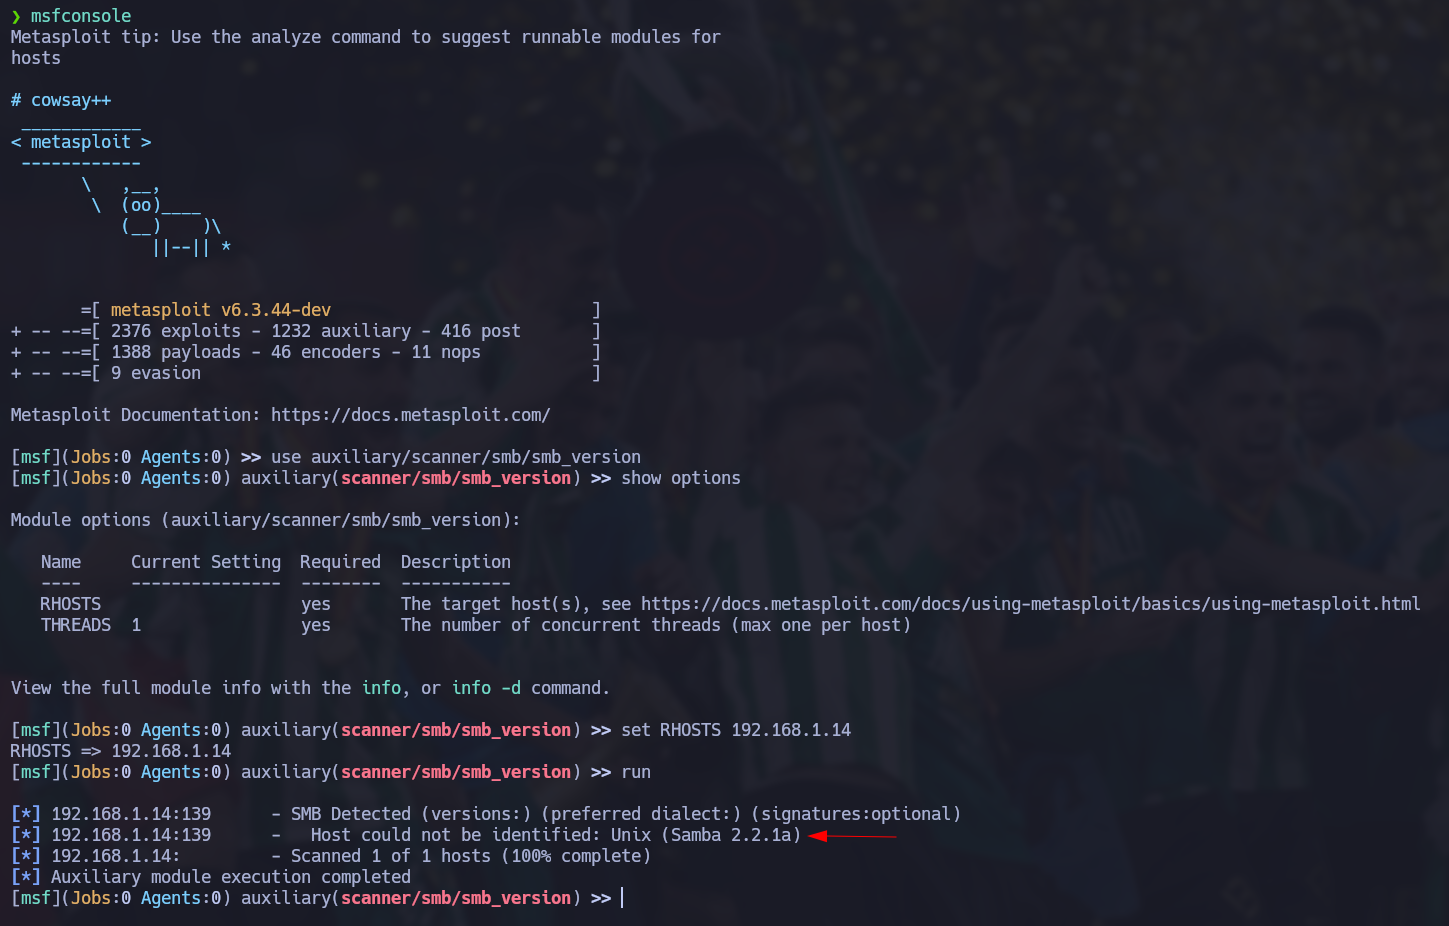 ❯ msfconsole
Metasploit tip: Use the analyze command to suggest runnable modules for
hosts
# cowsay++
 ____________
< metasploit >
 ------------
       \   ,__,
        \  (oo)____
           (__)    )\
              ||--|| *
       =[ metasploit v6.3.44-dev                          ]
+ -- --=[ 2376 exploits - 1232 auxiliary - 416 post       ]
+ -- --=[ 1388 payloads - 46 encoders - 11 nops           ]
+ -- --=[ 9 evasion                                       ]
Metasploit Documentation: https://docs.metasploit.com/
[msf](Jobs:0 Agents:0) >> use auxiliary/scanner/smb/smb_version
[msf](Jobs:0 Agents:0) auxiliary(scanner/smb/smb_version) >> show options
Module options (auxiliary/scanner/smb/smb_version):
   Name     Current Setting  Required  Description
   ----     ---------------  --------  -----------
   RHOSTS                    yes       The target host(s), see https://docs.metasploit.com/docs/using-metasploit/basics/using-metasploit.html
   THREADS  1                yes       The number of concurrent threads (max one per host)
View the full module info with the info, or info -d command.
[msf](Jobs:0 Agents:0) auxiliary(scanner/smb/smb_version) >> set RHOSTS 192.168.1.14
RHOSTS => 192.168.1.14
[msf](Jobs:0 Agents:0) auxiliary(scanner/smb/smb_version) >> run
[*] 192.168.1.14:139      - SMB Detected (versions:) (preferred dialect:) (signatures:optional)
[*] 192.168.1.14:139      -   Host could not be identified: Unix (Samba 2.2.1a)
[*] 192.168.1.14:         - Scanned 1 of 1 hosts (100% complete)
[*] Auxiliary module execution completed
[msf](Jobs:0 Agents:0) auxiliary(scanner/smb/smb_version) >>